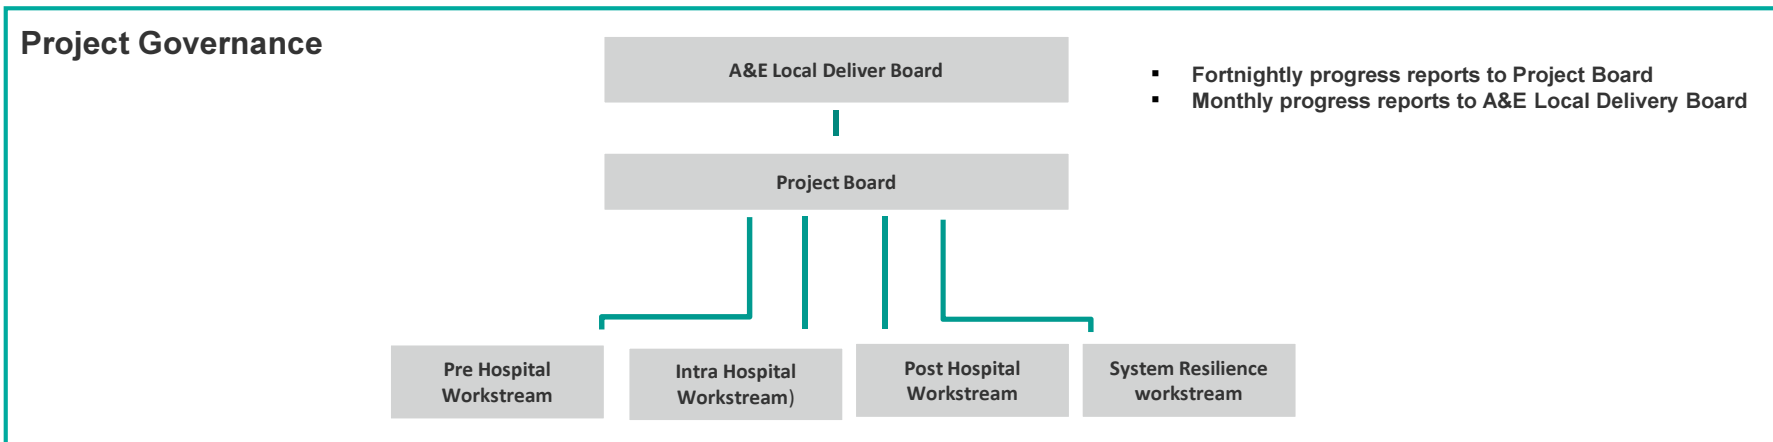 Project Governance
A&E Local Deliver Board
▪ Fortnightly progress reports to Project Board
▪ Monthly progress reports to A&E Local Delivery Board
Project Board
Pre Hospital
Workstream
Intra Hospital
Workstream)
Post Hospital
Workstream
System Resilience
workstream